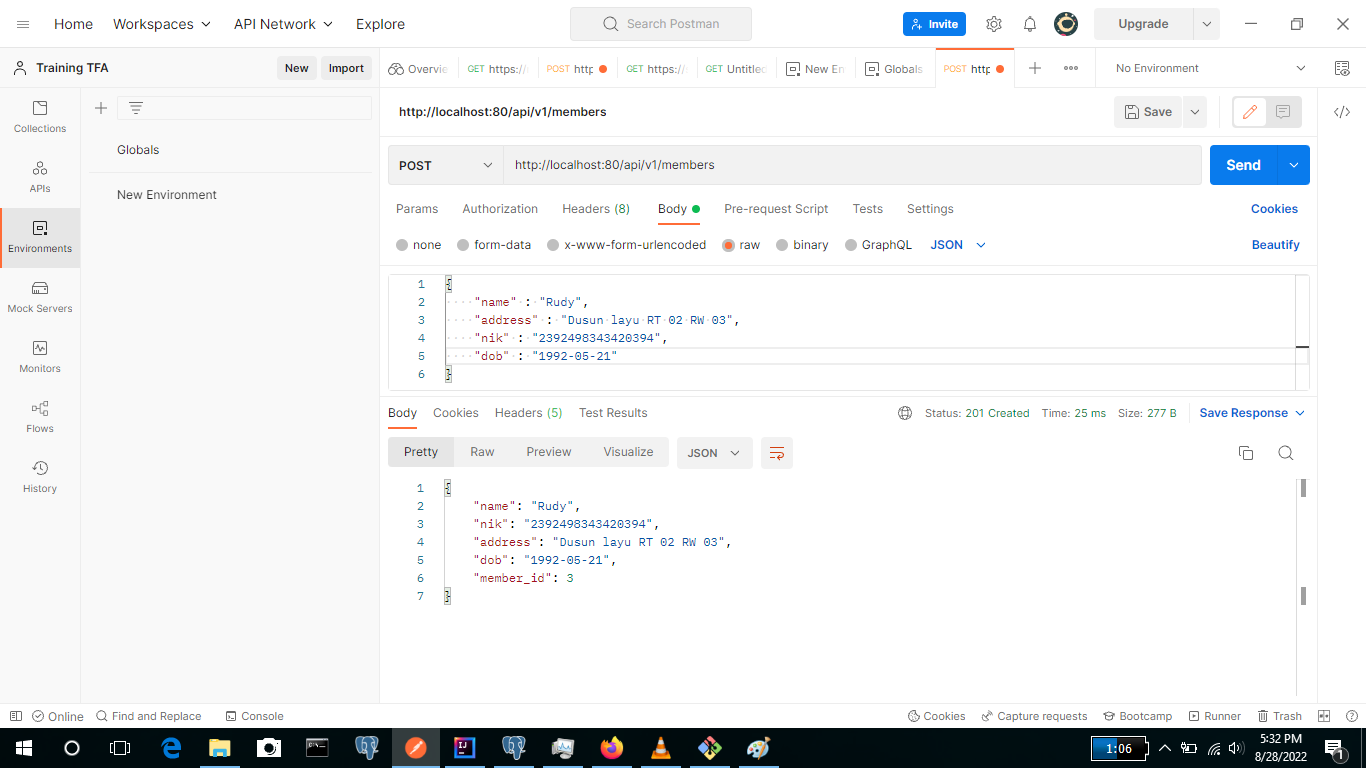 Home Workspaces API Network Explore Search Postman Invite Upgrade
Training TFA New Import Overvie GET https:// POST http GET https:// GET Untitled New En Globals POST http No Environment
Collections
APIs
Environments
Mock Servers
Monitors
Flows
History
Globals
New Environment
http://localhost:80/api/v1/members Save
POST http://localhost:80/api/v1/members Send
Params Authorization Headers (8) Body Pre-request Script Tests Settings Cookies
none form-data x-www-form-urlencoded raw binary GraphQL JSON Beautify
1 {
2 "name" : "Rudy",
3 "address" : "Dusun layu RT 02 RW 03",
4 "nik" : "2392498343420394",
5 "dob" : "1992-05-21"
6 }
Body Cookies Headers (5) Test Results Status: 201 Created Time: 25 ms Size: 277 B Save Response
Pretty Raw Preview Visualize JSON
1 {
2 "name": "Rudy",
3 "nik": "2392498343420394",
4 "address": "Dusun layu RT 02 RW 03",
5 "dob": "1992-05-21",
6 "member_id": 3
7 }
Online Find and Replace Console Cookies Capture requests Bootcamp Runner Trash
1:06 5:32 PM
8/28/2022
1